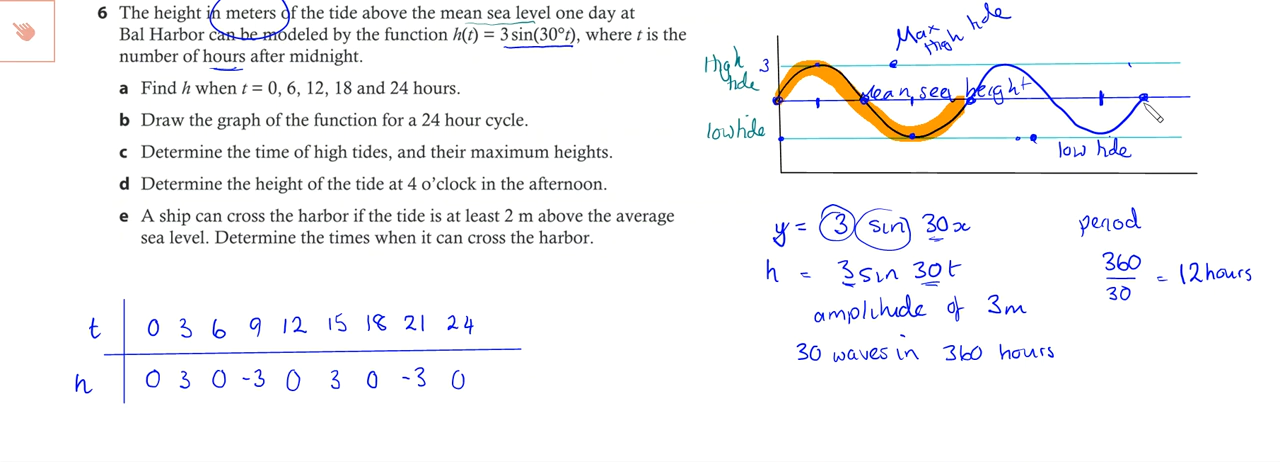 6 The height in meters of the tide above the mean sea level one day at
Bal Harbor can be modeled by the function h(t) = 3 sin(30°t), where t is the
number of hours after midnight.
a Find h when t = 0, 6, 12, 18 and 24 hours.
b Draw the graph of the function for a 24 hour cycle.
c Determine the time of high tides, and their maximum heights.
d Determine the height of the tide at 4 o'clock in the afternoon.
e A ship can cross the harbor if the tide is at least 2 m above the average
sea level. Determine the times when it can cross the harbor.
t 0 3 6 9 12 15 18 21 24
h 0 3 0 -3 0 3 0 -3 0
Max
High tide
High 3
tide
Mean sea height
low tide
low tide
y = 3 sin 30x
h = 3 sin 30t
amplitude of 3m
30 waves in 360 hours
period
360
30
= 12 hours